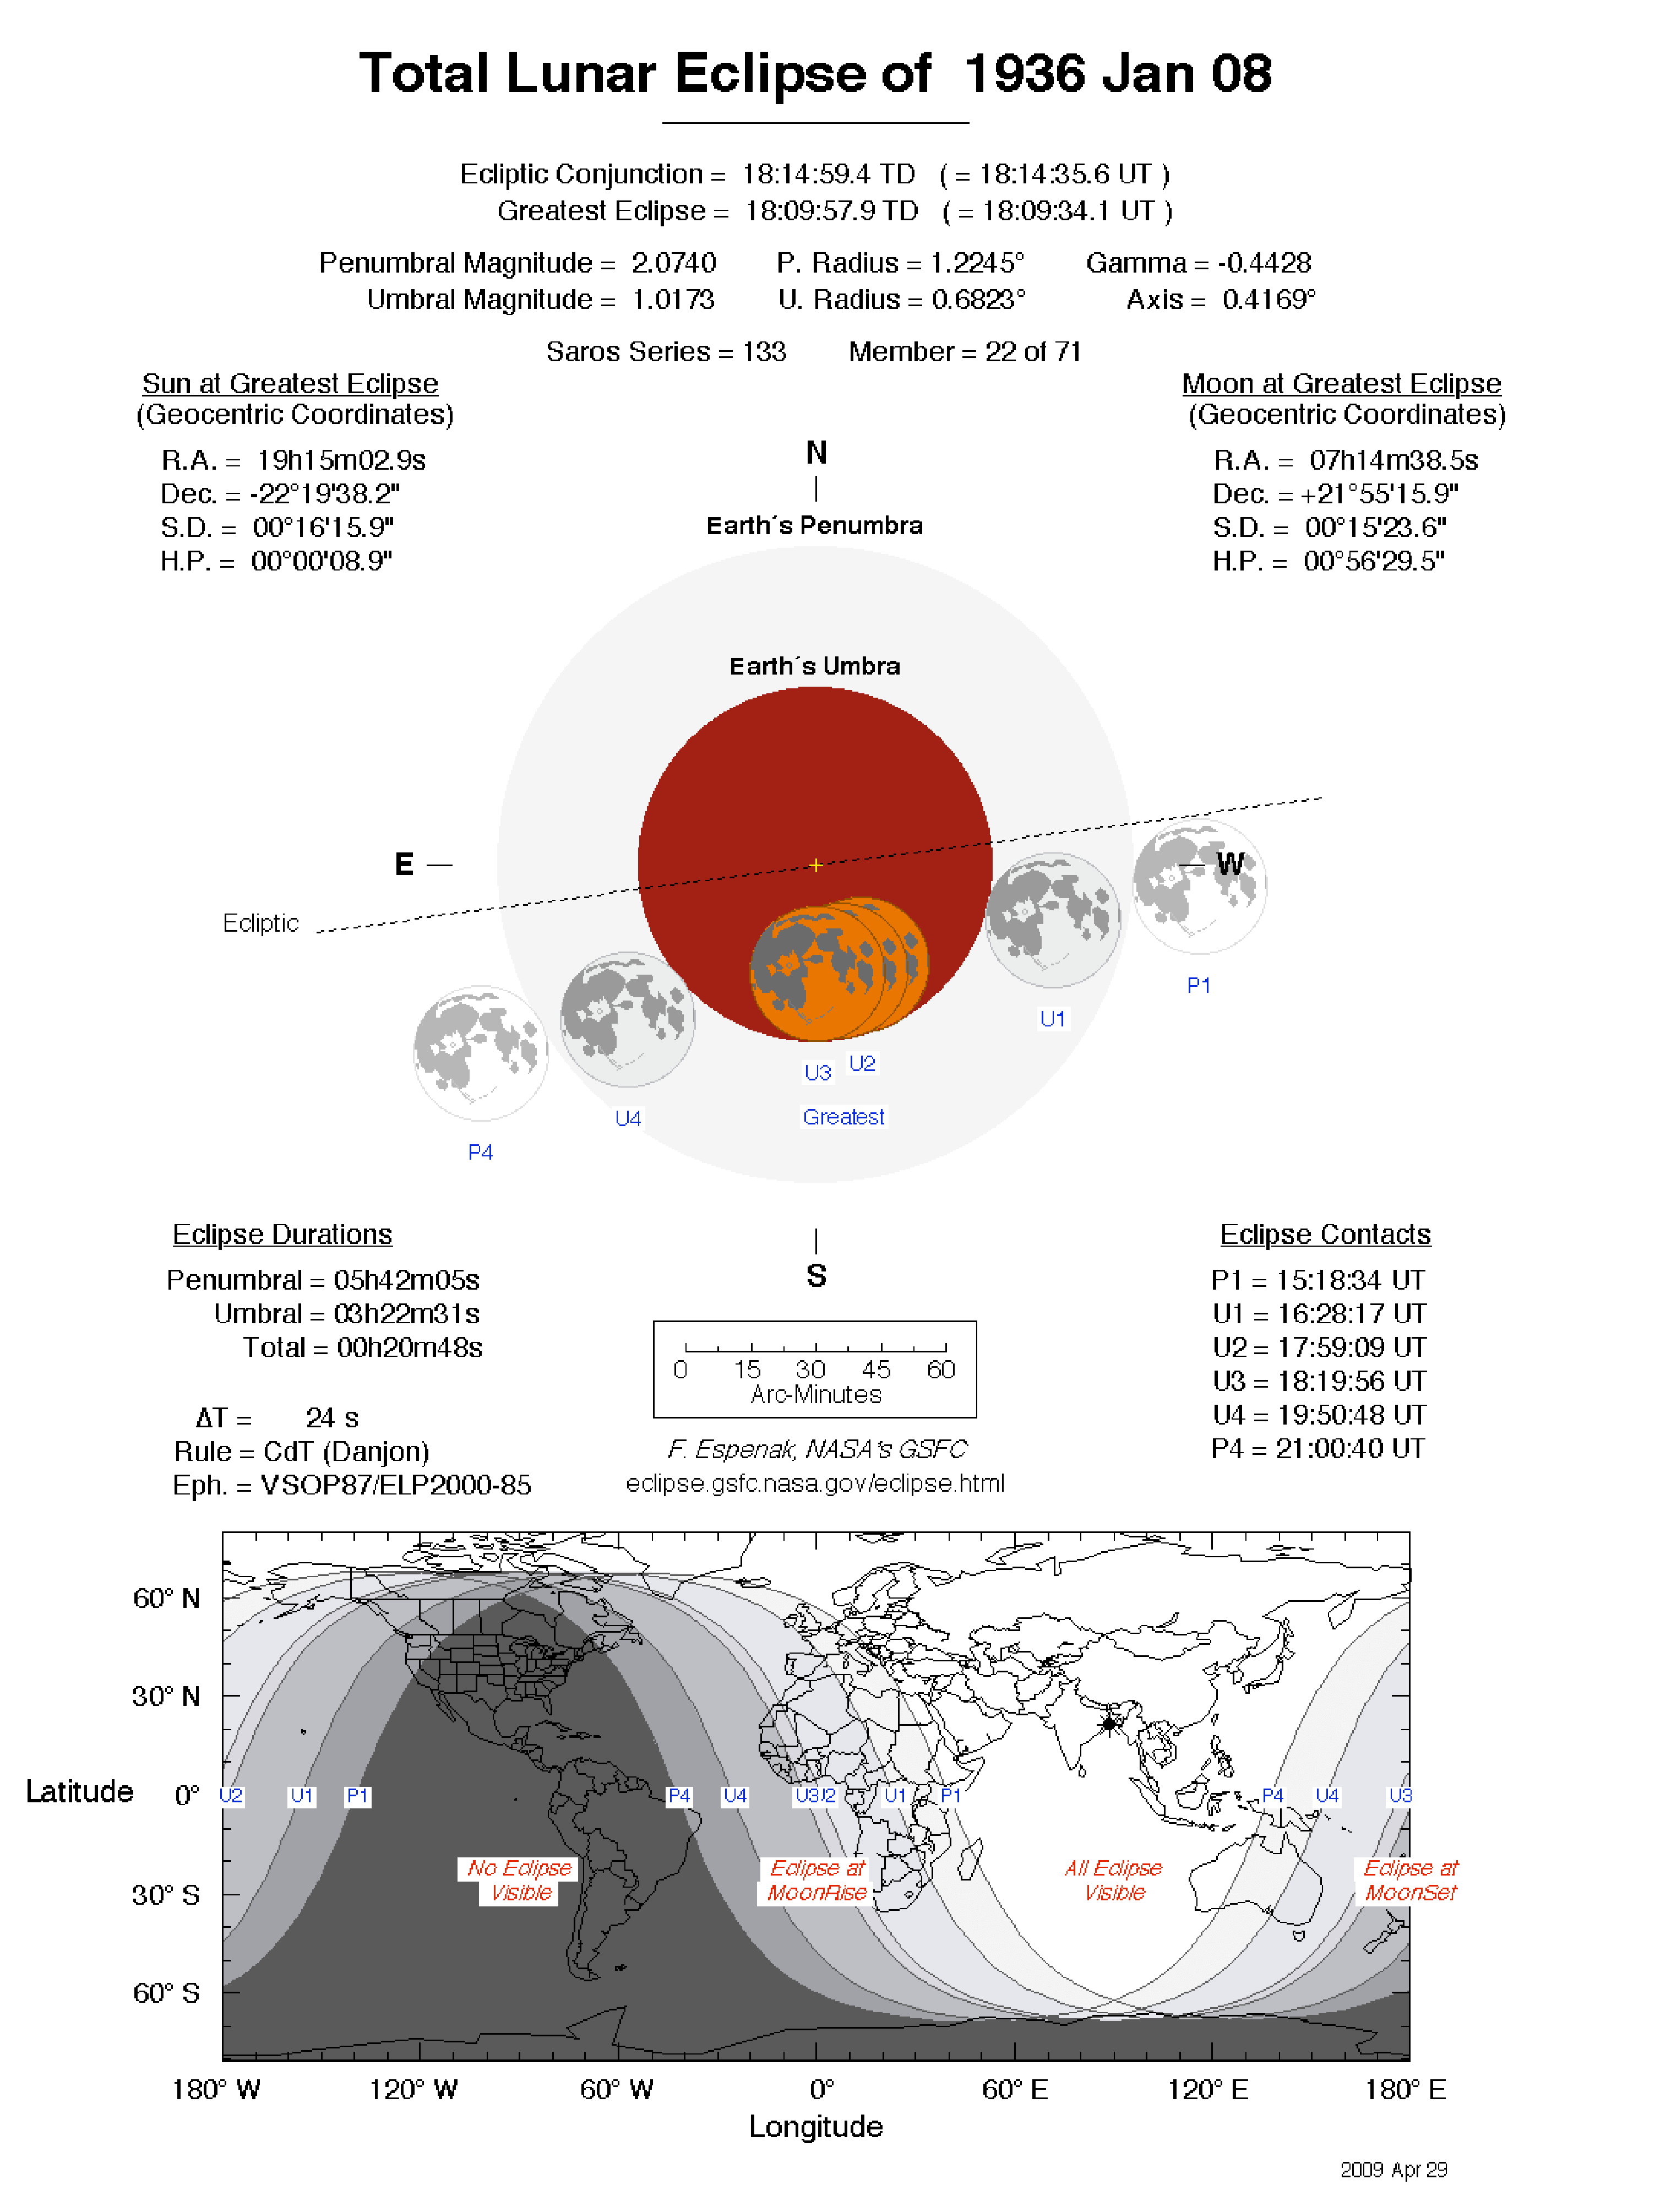 Total Lunar Eclipse of 1936 Jan 08
Ecliptic Conjunction = 18:14:59.4 TD ( = 18:14:35.6 UT )
Greatest Eclipse = 18:09:57.9 TD ( = 18:09:34.1 UT )
Penumbral Magnitude = 2.0740 P. Radius = 1.2245° Gamma = -0.4428
Umbral Magnitude = 1.0173 U. Radius = 0.6823° Axis = 0.4169°
Saros Series = 133 Member = 22 of 71
Sun at Greatest Eclipse
(Geocentric Coordinates)
R.A. = 19h15m02.9s
Dec. = -22°19'38.2"
S.D. = 00°16'15.9"
H.P. = 00°00'08.9"
Moon at Greatest Eclipse
(Geocentric Coordinates)
R.A. = 07h14m38.5s
Dec. = +21°55'15.9"
S.D. = 00°15'23.6"
H.P. = 00°56'29.5"
N
Earth´s Penumbra
Earth´s Umbra
E
W
Ecliptic
P1
U1
U2
U3
Greatest
U4
P4
S
Eclipse Durations
Penumbral = 05h42m05s
Umbral = 03h22m31s
Total = 00h20m48s
ΔT = 24 s
Rule = CdT (Danjon)
Eph. = VSOP87/ELP2000-85
0 15 30 45 60
Arc-Minutes
F. Espenak, NASA's GSFC
eclipse.gsfc.nasa.gov/eclipse.html
Eclipse Contacts
P1 = 15:18:34 UT
U1 = 16:28:17 UT
U2 = 17:59:09 UT
U3 = 18:19:56 UT
U4 = 19:50:48 UT
P4 = 21:00:40 UT
60° N
30° N
Latitude 0°
30° S
60° S
U2 U1 P1 P4 U4 U3 U2 U1 P1 P4 U4 U3
No Eclipse
Visible
Eclipse at
MoonRise
All Eclipse
Visible
Eclipse at
MoonSet
180° W 120° W 60° W 0° 60° E 120° E 180° E
Longitude
2009 Apr 29